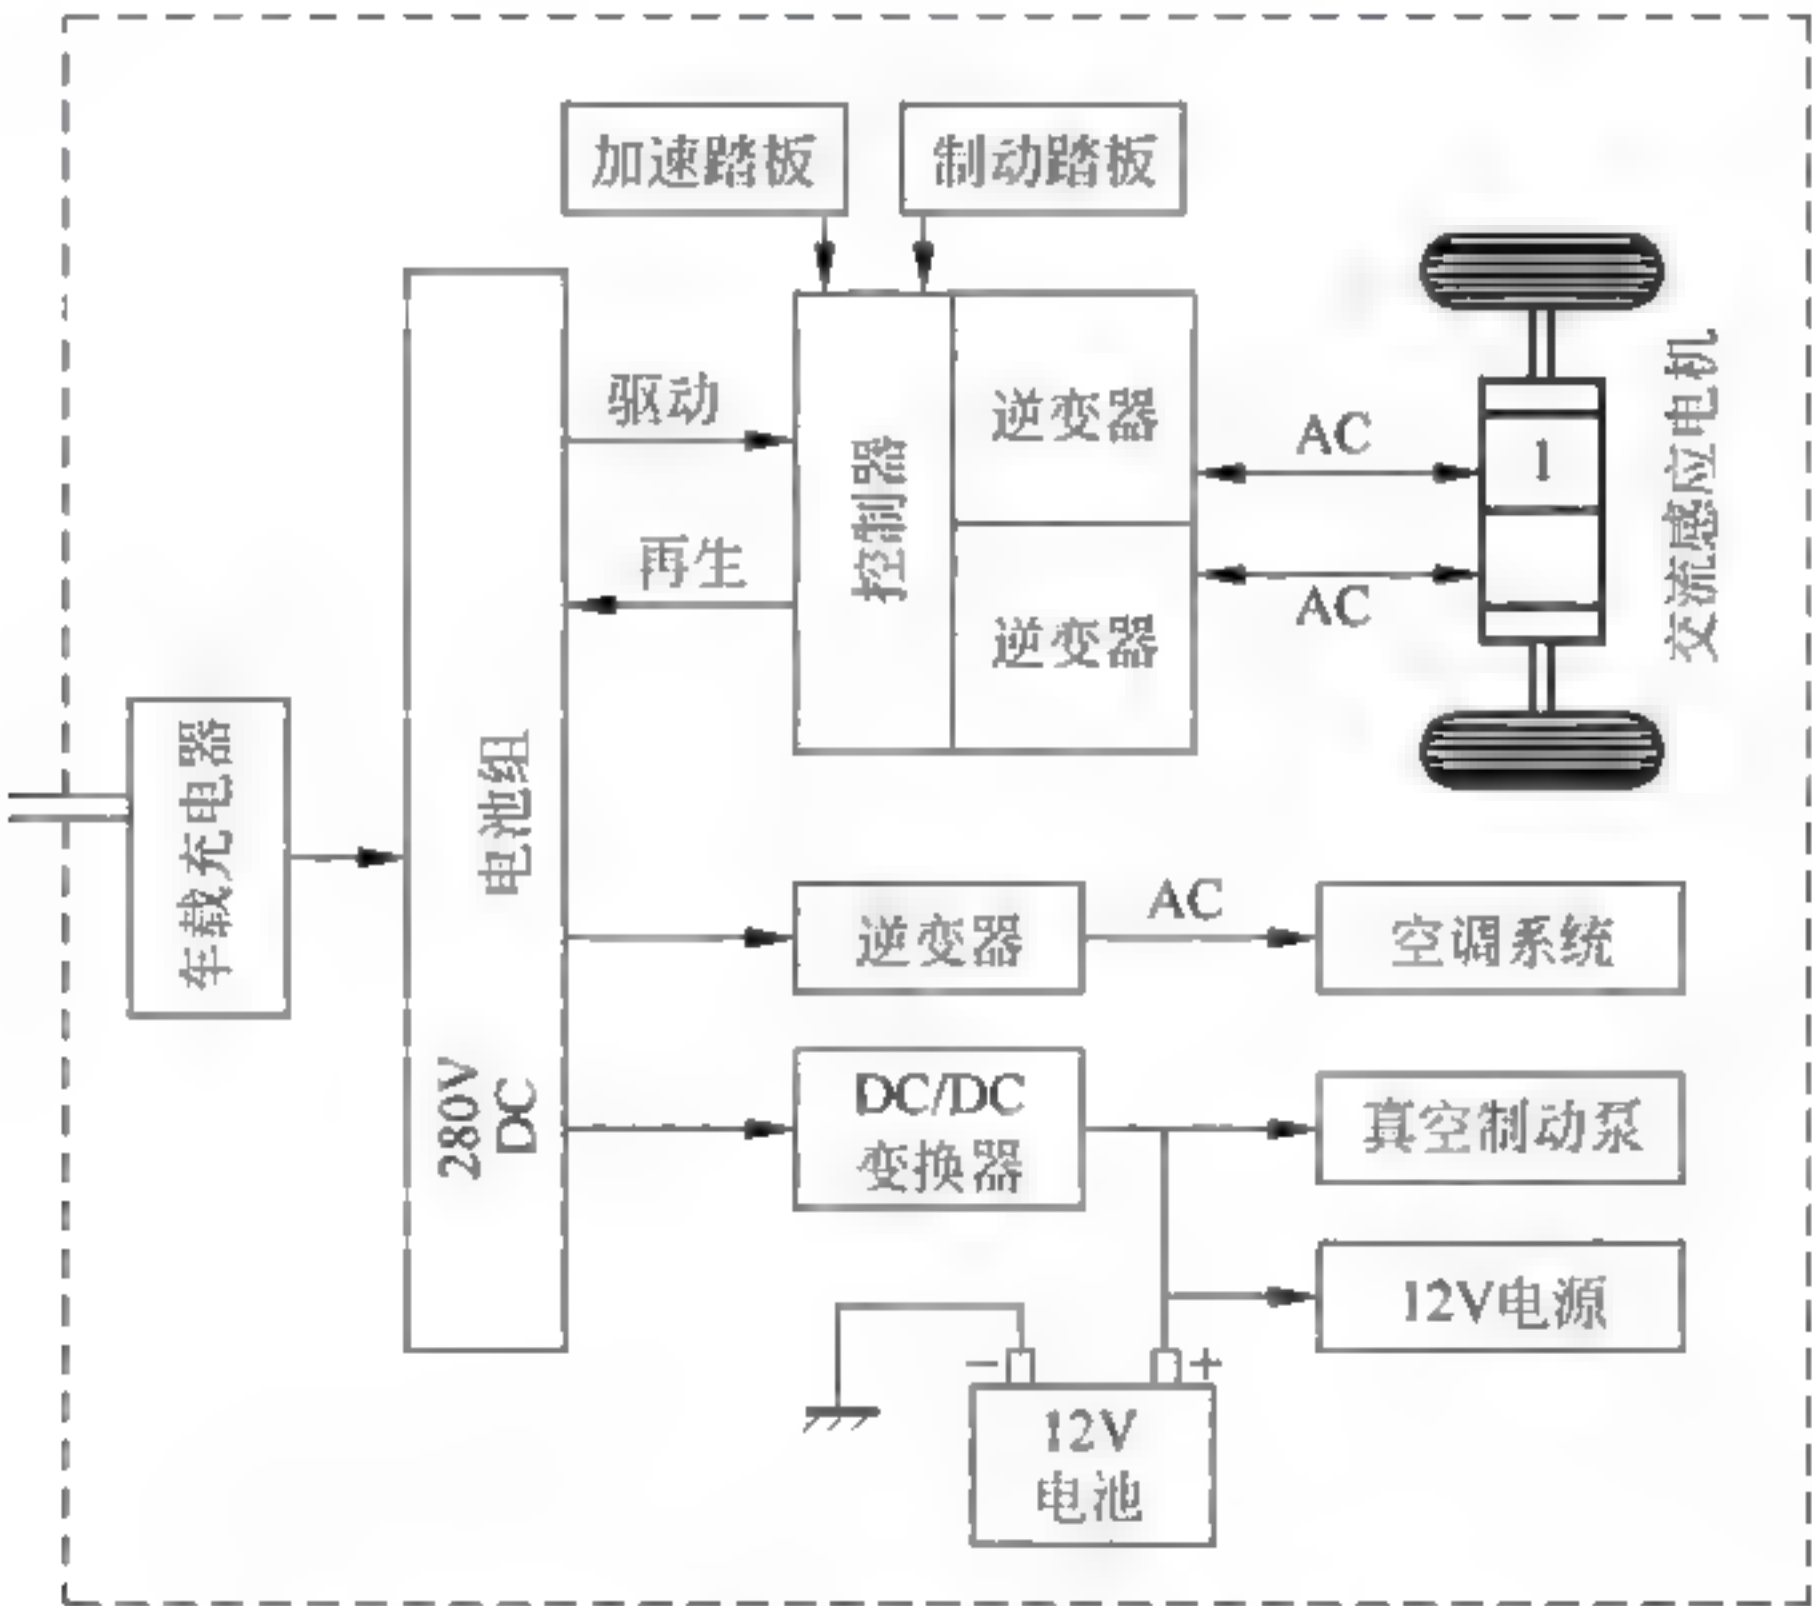 加速踏板
制动踏板
驱动
再生
控制器
逆变器
逆变器
AC
AC
1
交流感应电机
车载充电器
电池组
280V
DC
逆变器
AC
空调系统
DC/DC
变换器
真空制动泵
12V电源
− +
12V
电池